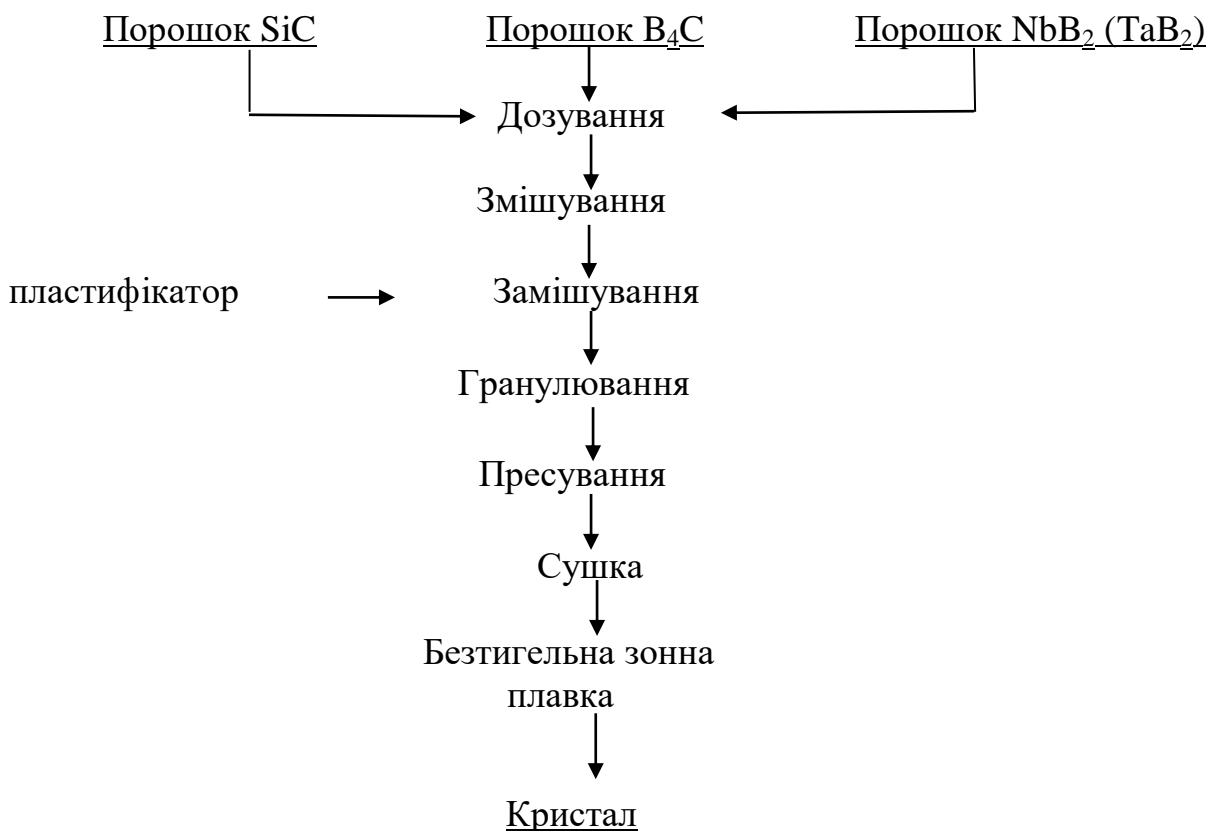 Порошок SiC
Порошок B₄C
Порошок NbB₂ (TaB₂)
Дозування
Змішування
пластифікатор
Замішування
Гранулювання
Пресування
Сушка
Безтигельна зонна
плавка
Кристал